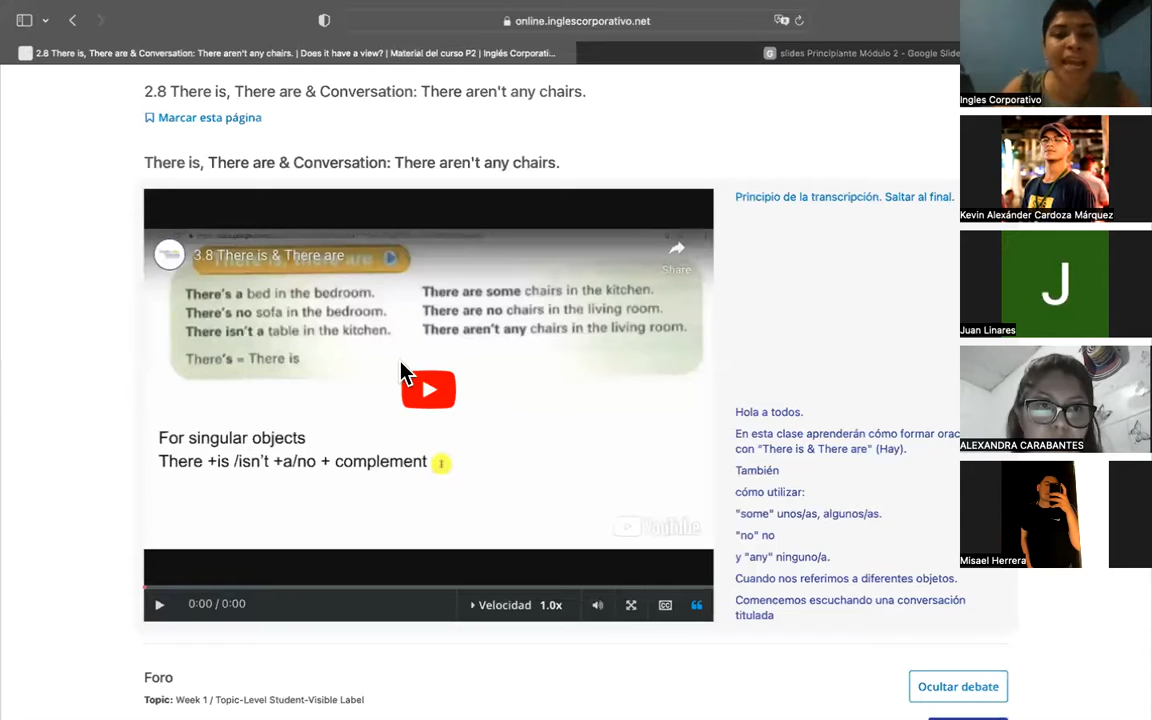 online.inglescorporativo.net
2.8 There is, There are & Conversation: There aren't any chairs. | Does it have a view? | Material del curso P2 | Inglés Corporati...
G slides Principiante Módulo 2 - Google Slide
2.8 There is, There are & Conversation: There aren't any chairs.
Marcar esta página
There is, There are & Conversation: There aren't any chairs.
3.8 There is & There are
Share
There's a bed in the bedroom.
There's no sofa in the bedroom.
There isn't a table in the kitchen.
There's = There is
There are some chairs in the kitchen.
There are no chairs in the living room.
There aren't any chairs in the living room.
For singular objects
There +is /isn't +a/no + complement
YouTube
0:00 / 0:00
Velocidad 1.0x
Principio de la transcripción. Saltar al final.
Hola a todos.
En esta clase aprenderán cómo formar orac
con "There is & There are" (Hay).
También
cómo utilizar:
"some" unos/as, algunos/as.
"no" no
y "any" ninguno/a.
Cuando nos referimos a diferentes objetos.
Comencemos escuchando una conversación
titulada
Foro
Topic: Week 1 / Topic-Level Student-Visible Label
Ocultar debate
Ingles Corporativo
Kevin Alexánder Cardoza Márquez
J
Juan Linares
ALEXANDRA CARABANTES
Misael Herrera